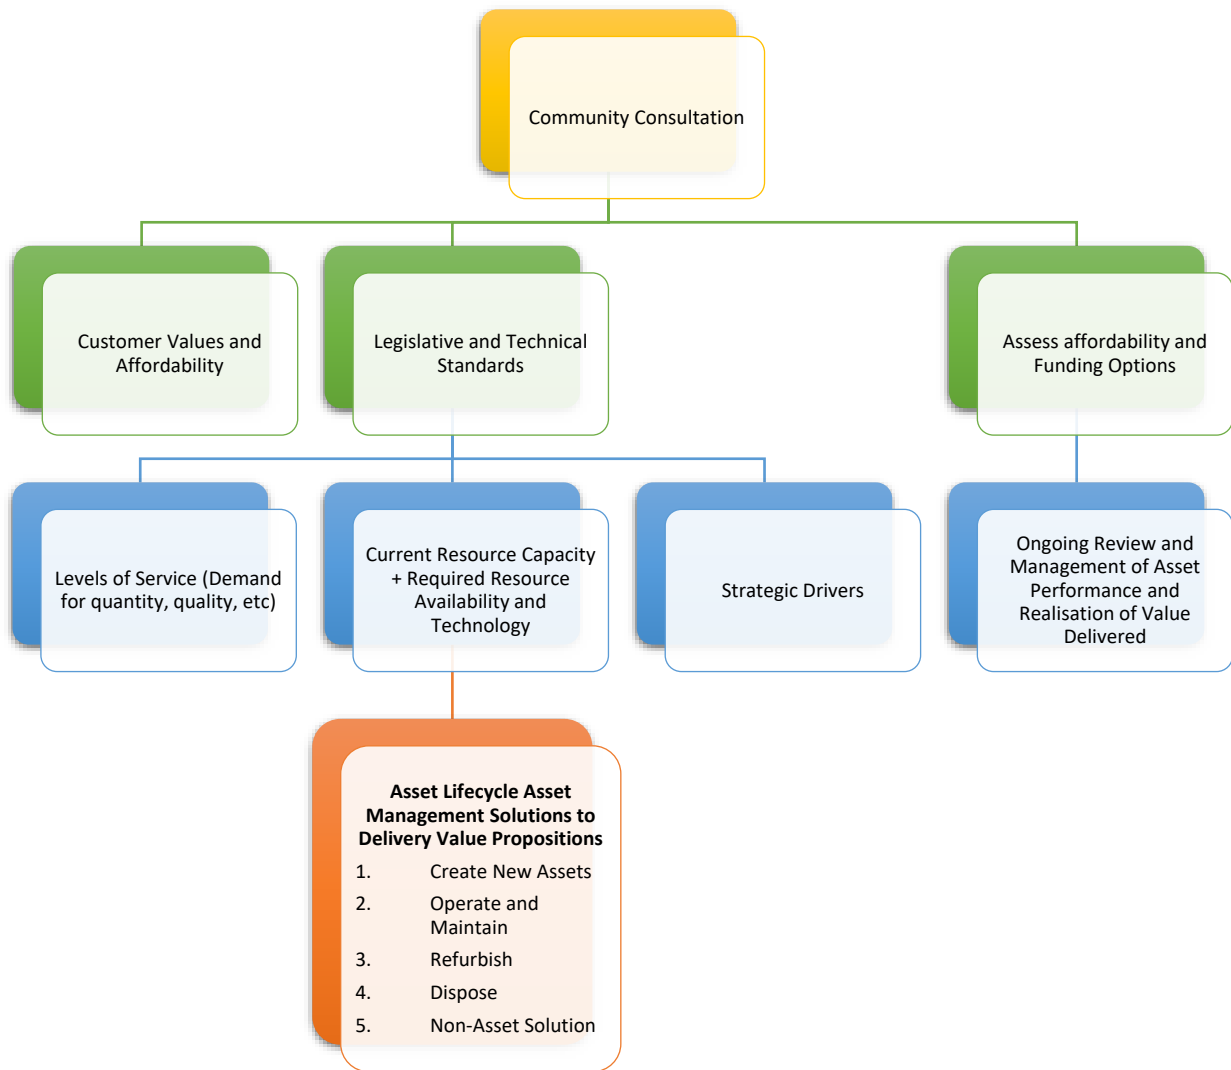 Community Consultation
Customer Values and
Affordability
Legislative and Technical
Standards
Assess affordability and
Funding Options
Levels of Service (Demand
for quantity, quality, etc)
Current Resource Capacity
+ Required Resource
Availability and
Technology
Strategic Drivers
Ongoing Review and
Management of Asset
Performance and
Realisation of Value
Delivered
Asset Lifecycle Asset
Management Solutions to
Delivery Value Propositions
1. Create New Assets
2. Operate and
Maintain
3. Refurbish
4. Dispose
5. Non-Asset Solution